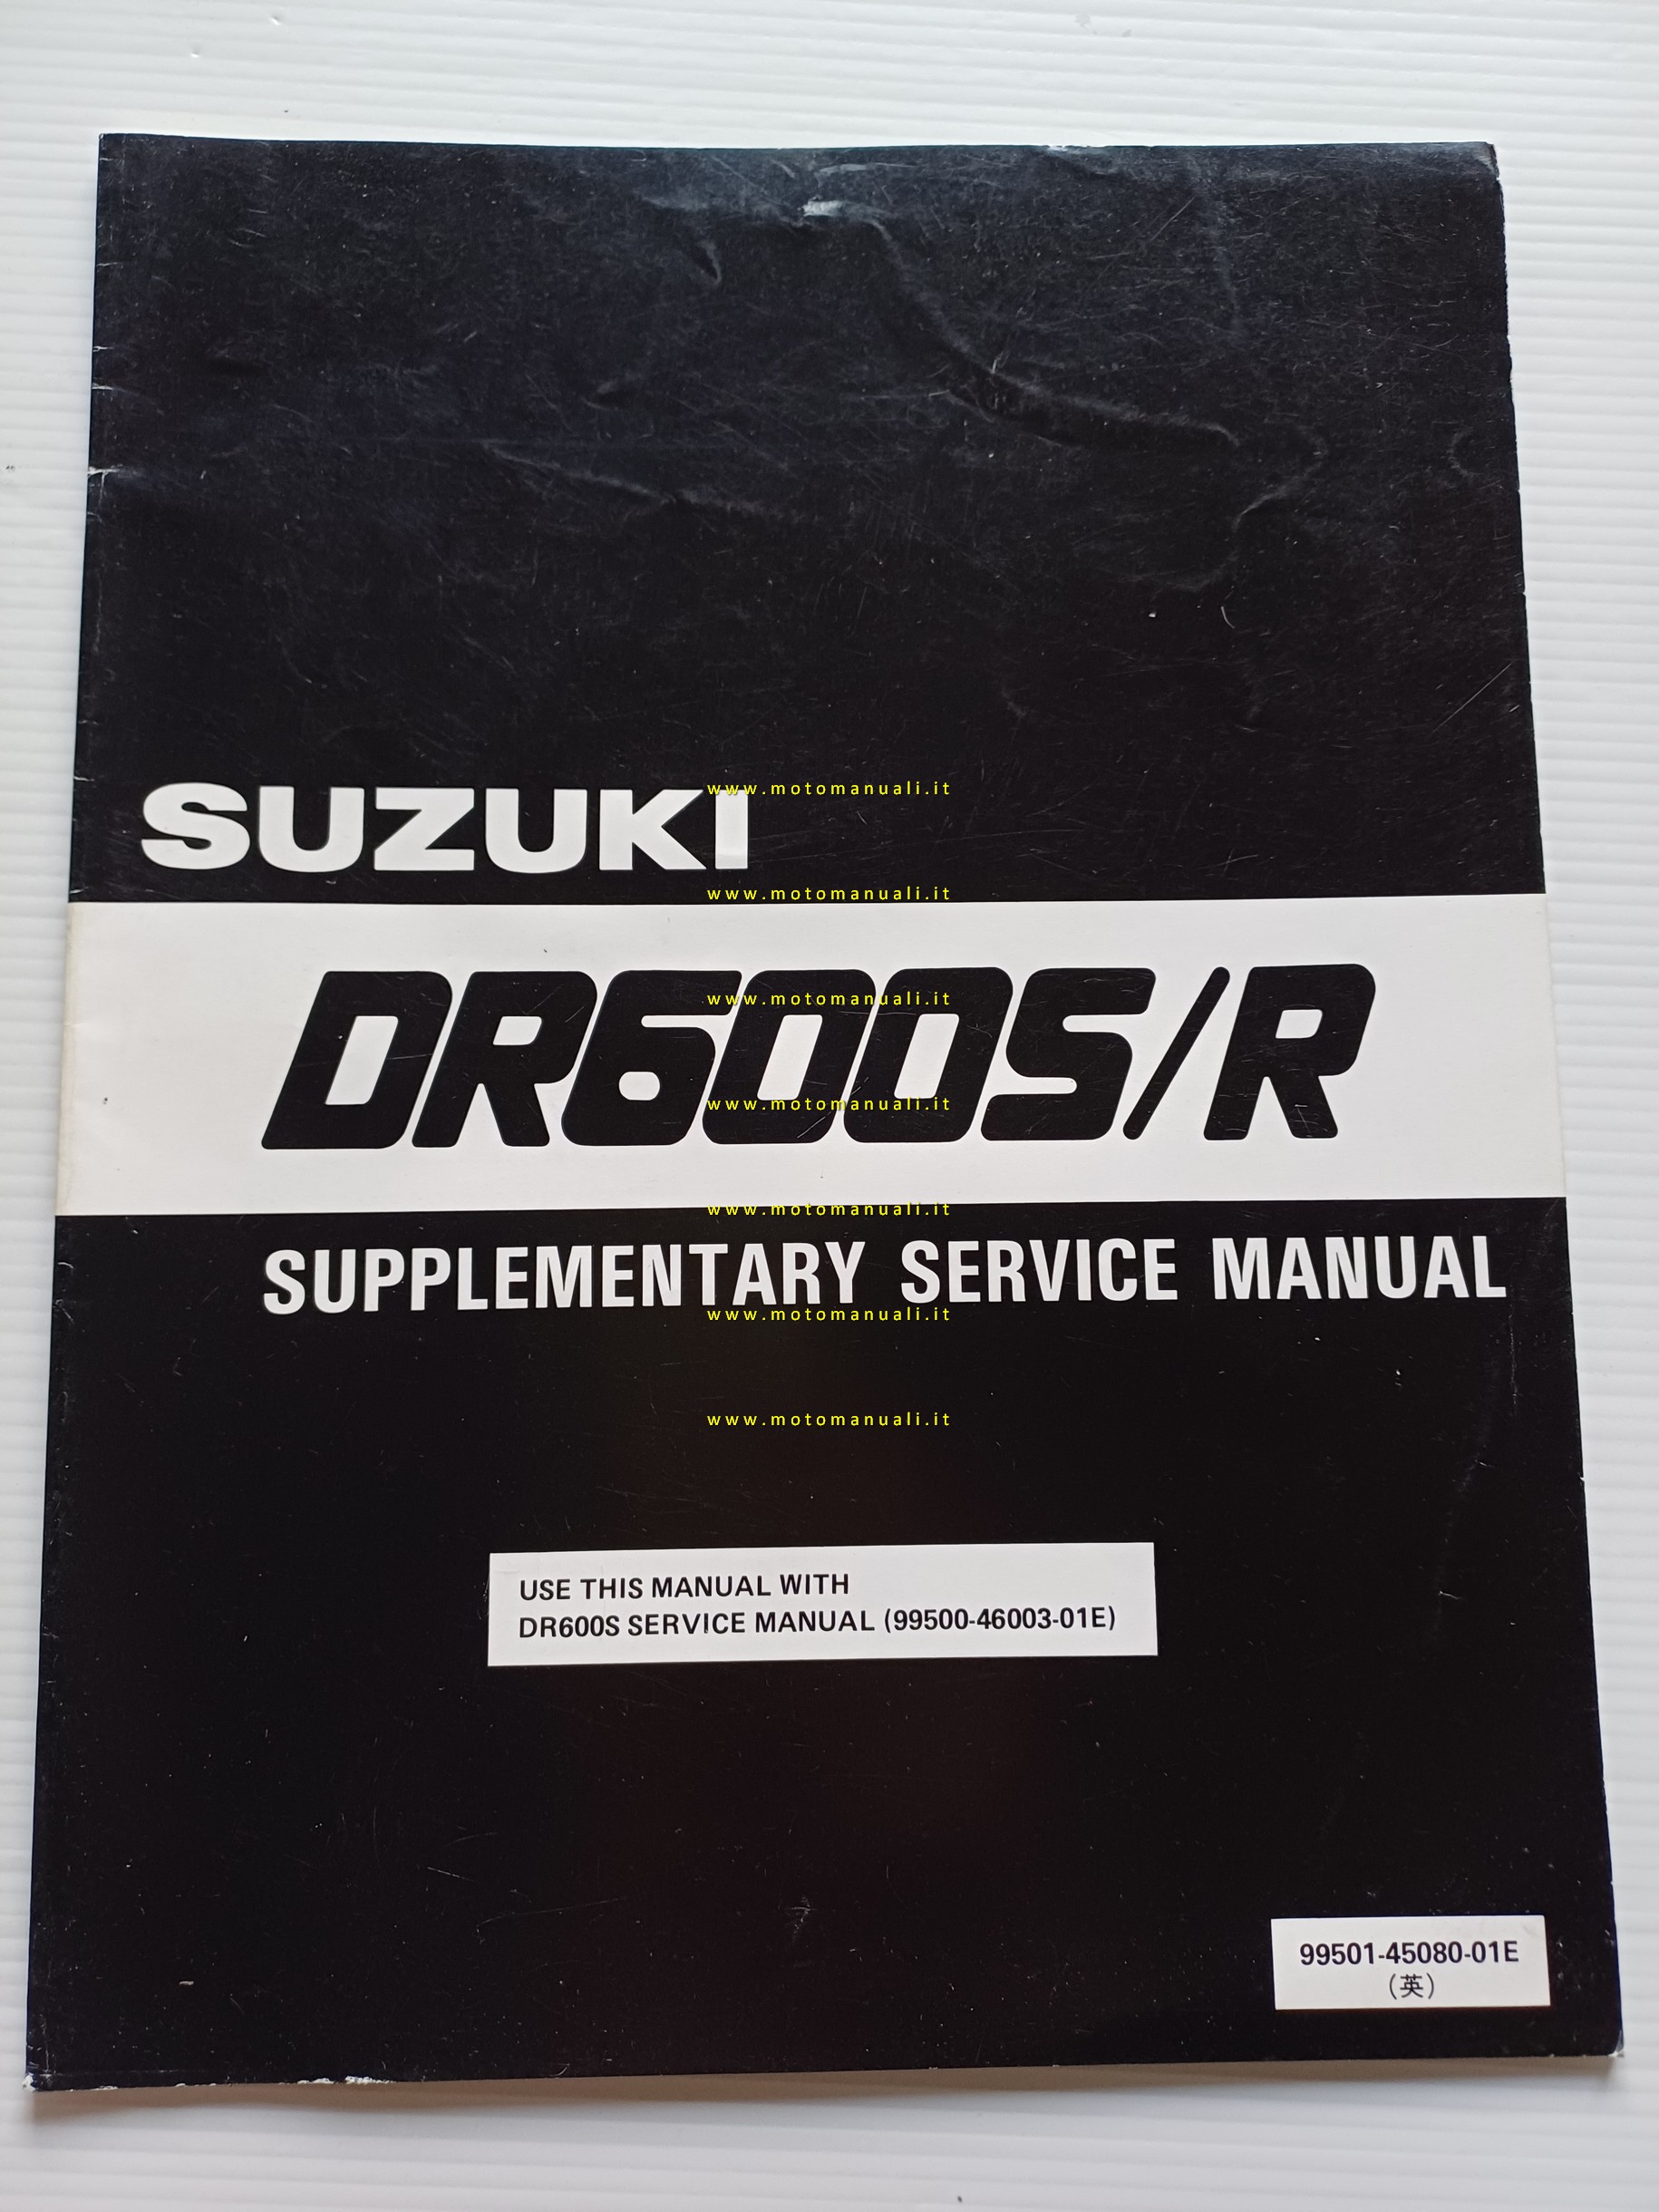 SUZUKI
www.motomanuali.it
www.motomanuali.it
DR600S/R
www.motomanuali.it
www.motomanuali.it
www.motomanuali.it
SUPPLEMENTARY SERVICE MANUAL
www.motomanuali.it
www.motomanuali.it
USE THIS MANUAL WITH
DR600S SERVICE MANUAL (99500-46003-01E)
99501-45080-01E
(英)